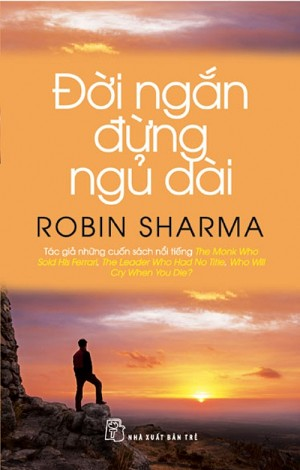 Đời ngắn
đừng
ngủ dài
ROBIN SHARMA
Tác giả những cuốn sách nổi tiếng The Monk Who
Sold His Ferrari, The Leader Who Had No Title, Who Will
Cry When You Die?
NHÀ XUẤT BẢN TRẺ